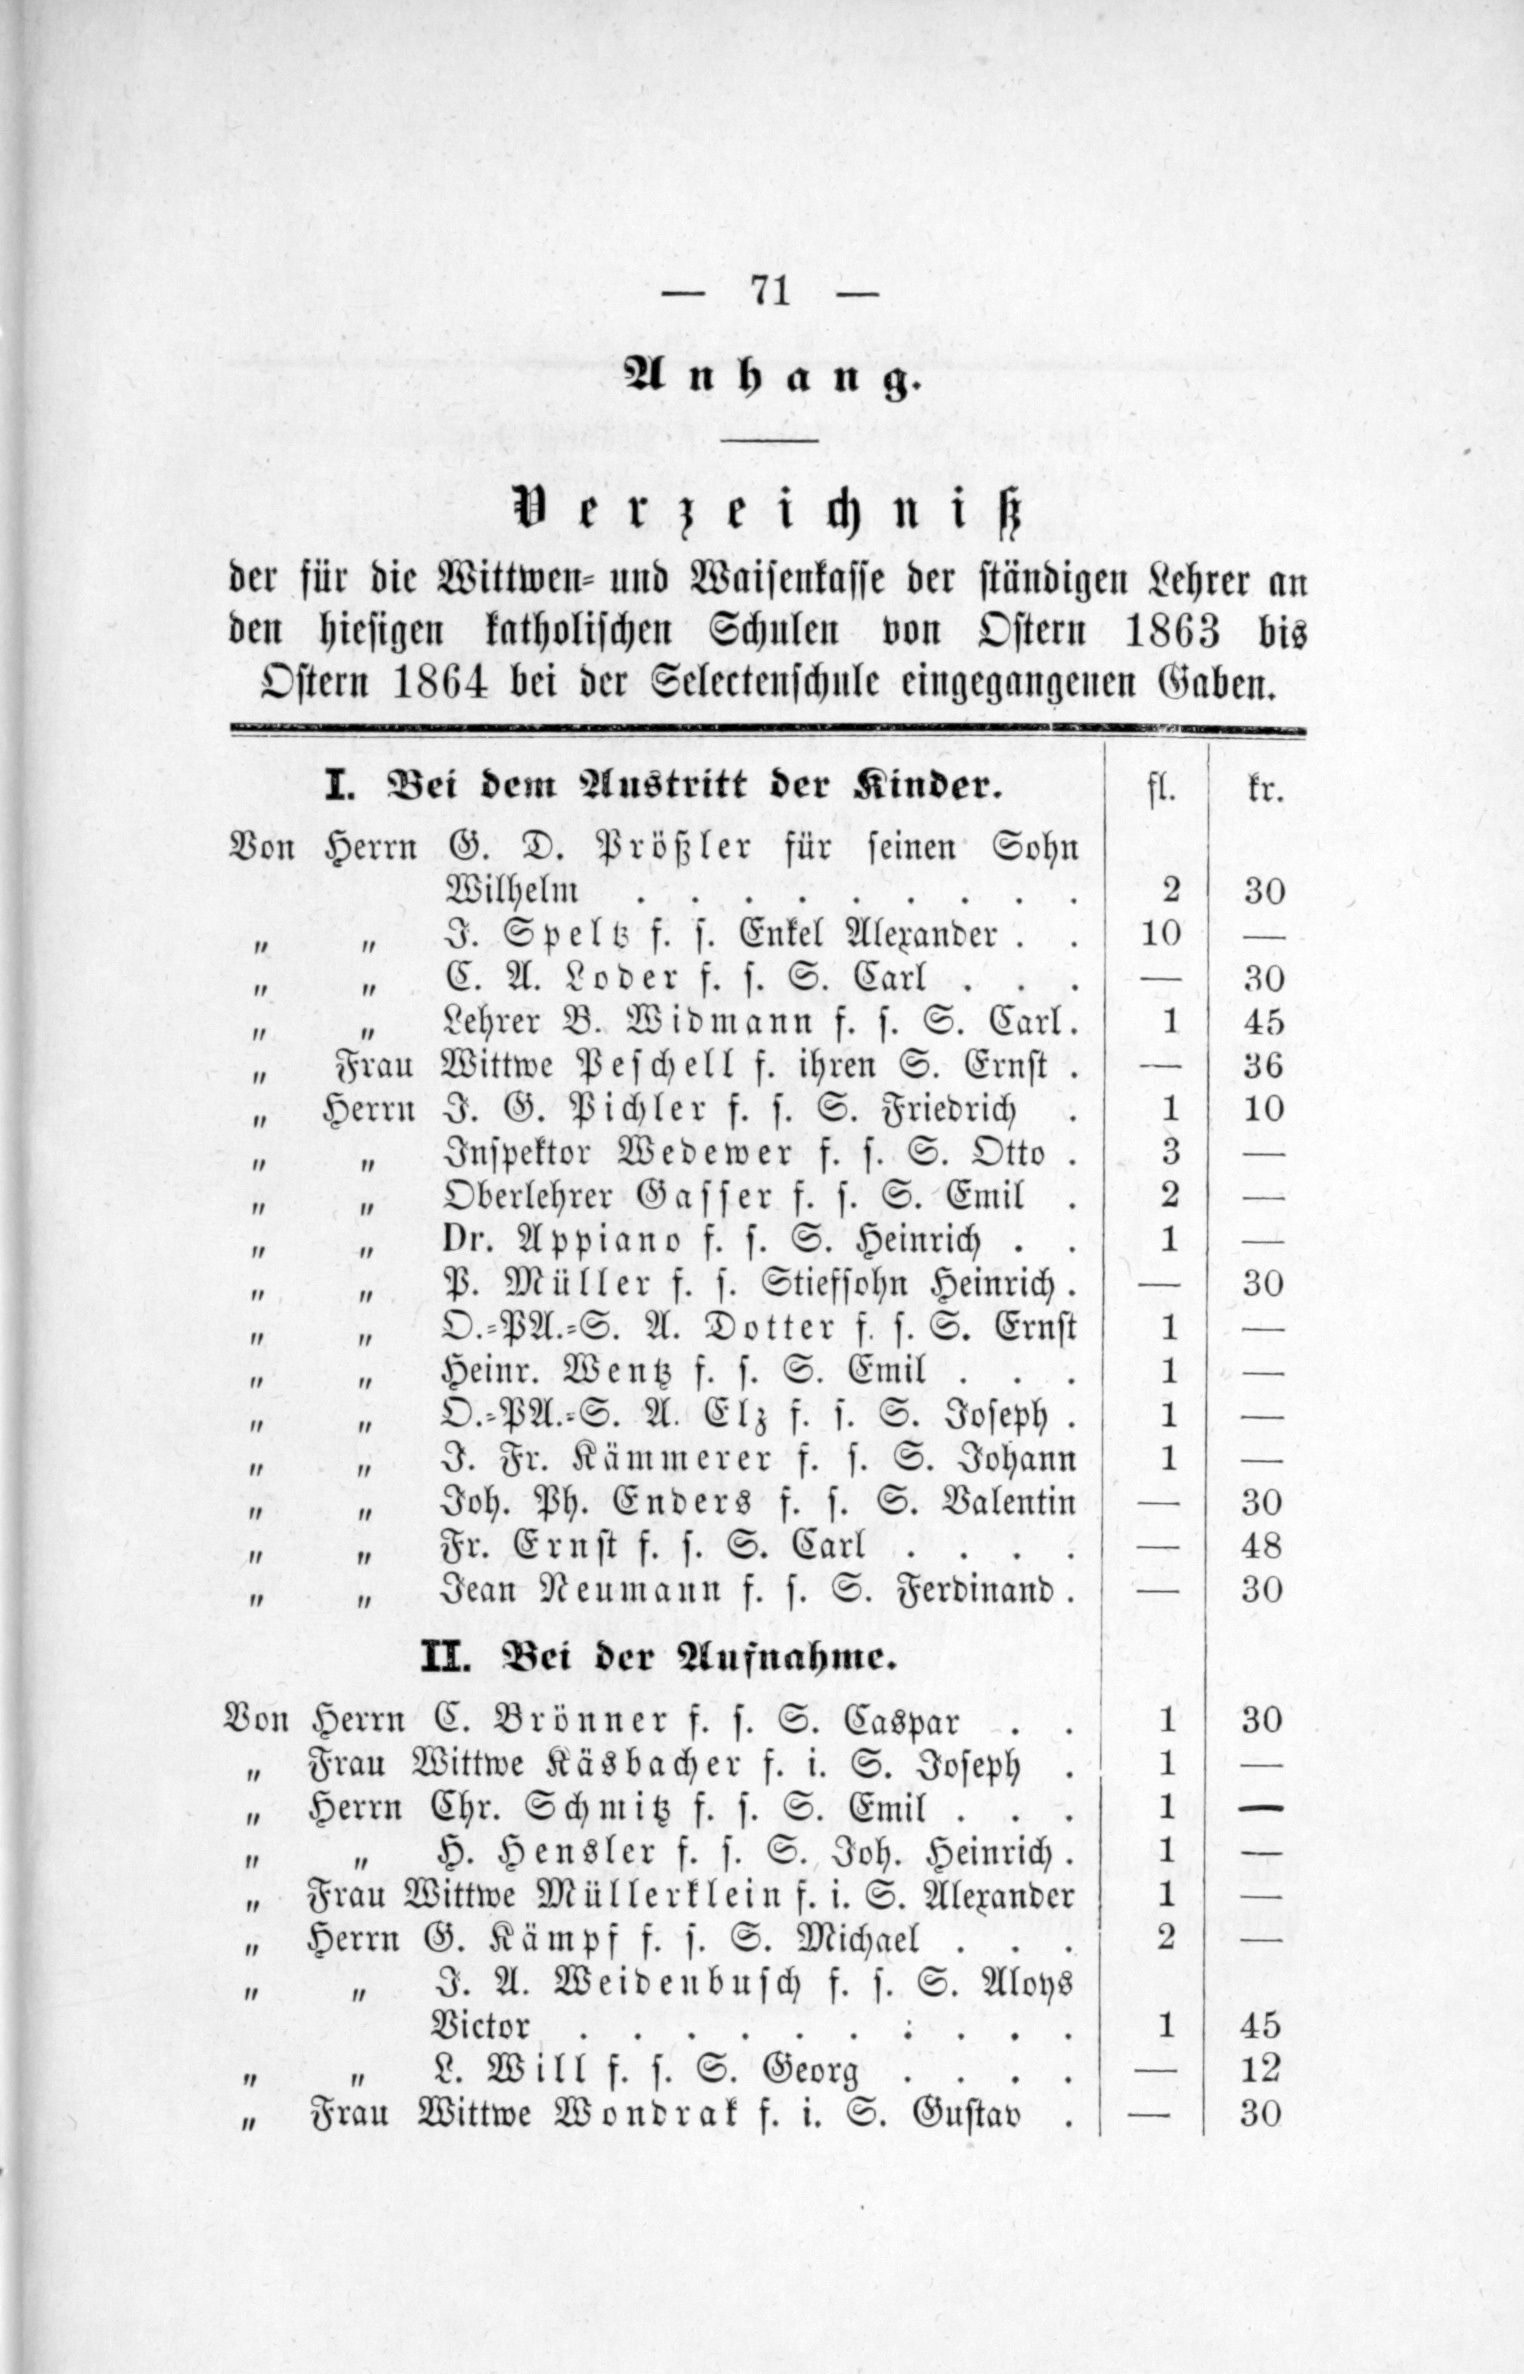 — 71 —
Anhang.
Verzeichniß
der für die Wittwen- und Waisenkasse der ständigen Lehrer an
den hiesigen katholischen Schulen von Ostern 1863 bis
Ostern 1864 bei der Selectenschule eingegangenen Gaben.
I. Bei dem Austritt der Kinder. fl. kr.
Von Herrn G. D. Prößler für seinen Sohn
Wilhelm . . . . . . . . . 2 30
„ „ J. Speltz f. s. Enkel Alexander . . 10 —
„ „ C. A. Loder f. s. S. Carl . . . — 30
„ „ Lehrer B. Widmann f. s. S. Carl. 1 45
„ Frau Wittwe Peschell f. ihren S. Ernst . — 36
„ Herrn J. G. Pichler f. s. S. Friedrich . 1 10
„ „ Inspektor Wedewer f. s. S. Otto . 3 —
„ „ Oberlehrer Gasser f. s. S. Emil . 2 —
„ „ Dr. Appiano f. s. S. Heinrich . . 1 —
„ „ P. Müller f. s. Stiefsohn Heinrich. — 30
„ „ O.-PA.-S. A. Dotter f. s. S. Ernst 1 —
„ „ Heinr. Wentz f. s. S. Emil . . . 1 —
„ „ O.-PA.-S. A. Elz f. s. S. Joseph . 1 —
„ „ J. Fr. Kämmerer f. s. S. Johann 1 —
„ „ Joh. Ph. Enders f. s. S. Valentin — 30
„ „ Fr. Ernst f. s. S. Carl . . . . — 48
„ „ Jean Neumann f. s. S. Ferdinand. — 30
II. Bei der Aufnahme.
Von Herrn C. Brönner f. s. S. Caspar . . 1 30
„ Frau Wittwe Käsbacher f. i. S. Joseph . 1 —
„ Herrn Chr. Schmitz f. s. S. Emil . . . 1 —
„ „ H. Hensler f. s. S. Joh. Heinrich. 1 —
„ Frau Wittwe Müllerklein f. i. S. Alexander 1 —
„ Herrn G. Kämpf f. s. S. Michael . . . 2 —
„ „ J. A. Weidenbusch f. s. S. Aloys
Victor . . . . . . . . . . 1 45
„ „ L. Will f. s. S. Georg . . . . — 12
„ Frau Wittwe Wondrak f. i. S. Gustav . — 30